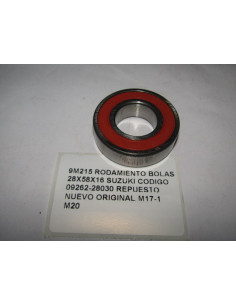 9M215 RODAMIENTO BOLAS
28X58X16 SUZUKI CODIGO
09262-28030 REPUESTO
NUEVO ORIGINAL M17-1
M20